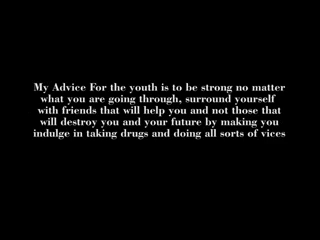 My Advice For the youth is to be strong no matter
what you are going through, surround yourself
with friends that will help you and not those that
will destroy you and your future by making you
indulge in taking drugs and doing all sorts of vices